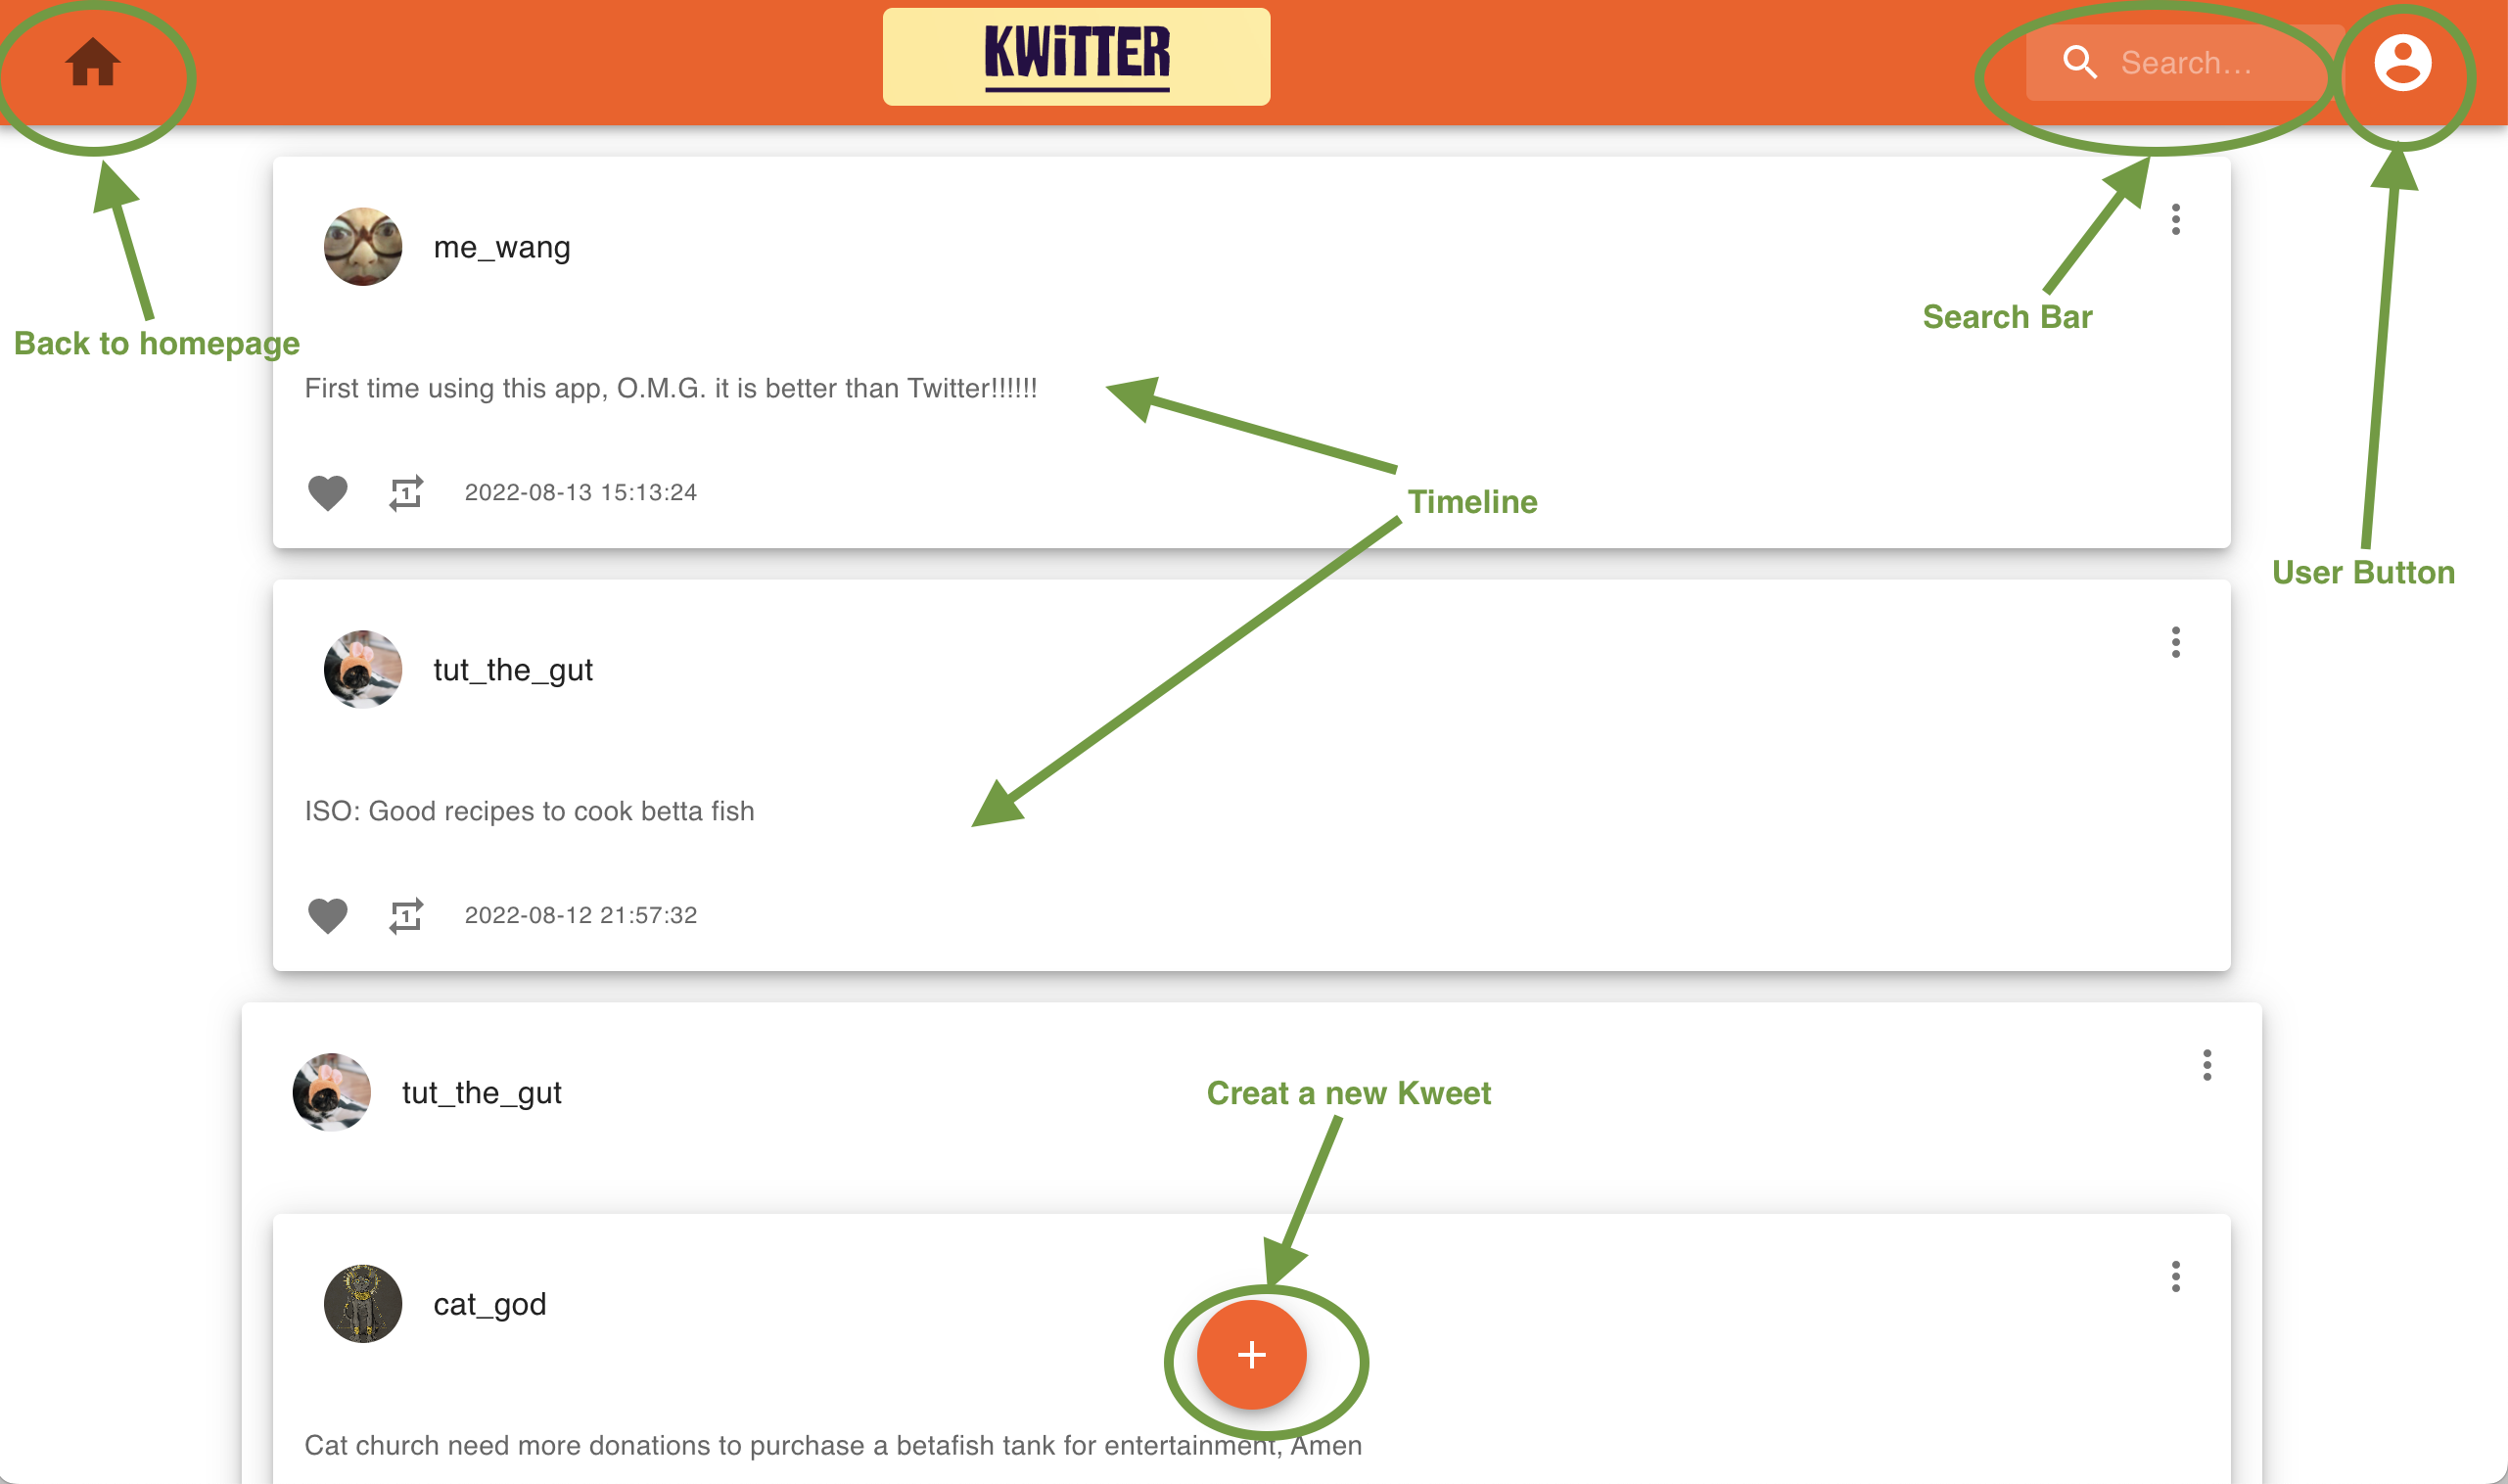 KWiTTER
Search...
me_wang
Search Bar
Back to homepage
First time using this app, O.M.G. it is better than Twitter!!!!!!
1 2022-08-13 15:13:24
Timeline
User Button
tut_the_gut
ISO: Good recipes to cook betta fish
1 2022-08-12 21:57:32
tut_the_gut
Creat a new Kweet
cat_god
+
Cat church need more donations to purchase a betafish tank for entertainment, Amen